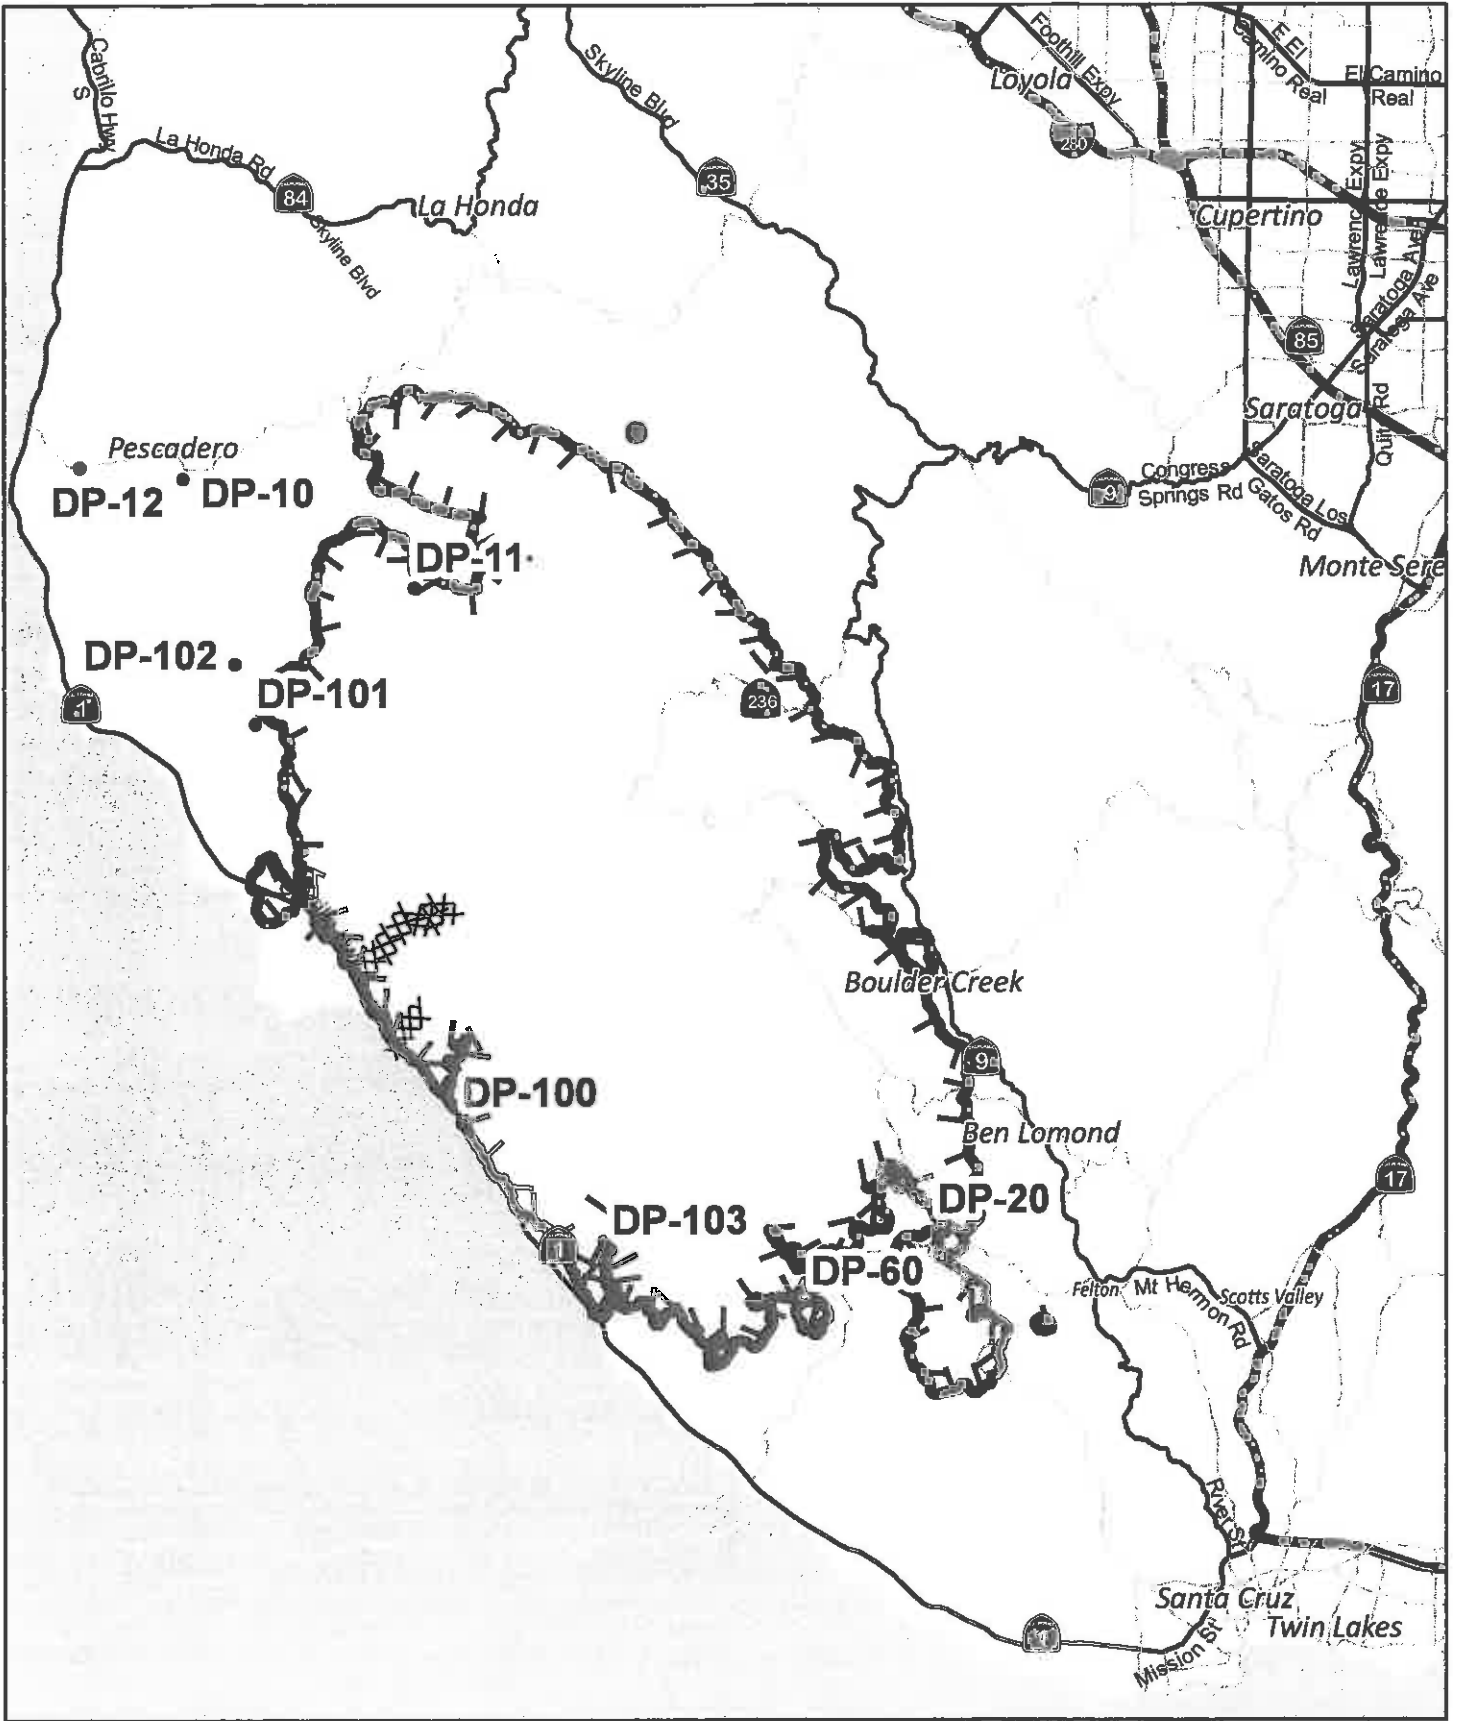 Cabrillo Hwy
S
La Honda Rd
84
La Honda
Skyline Blvd
Skyline Blvd
35
Foothill Expy
Loyola
280
E El
Camino Real
El Camino
Real
Lawrence Expy
Lawrence Expy
Cupertino
Saratoga Ave
Saratoga Ave
85
Saratoga
Quito Rd
Pescadero
DP-12
DP-10
DP-11
9
Congress
Springs Rd
Saratoga Los
Gatos Rd
Monte Sere
DP-102
DP-101
1
236
17
Boulder Creek
9
DP-100
Ben Lomond
17
DP-20
DP-103
1
DP-60
Felton
Mt Hermon Rd
Scotts Valley
River St
Santa Cruz
Twin Lakes
1
Mission St